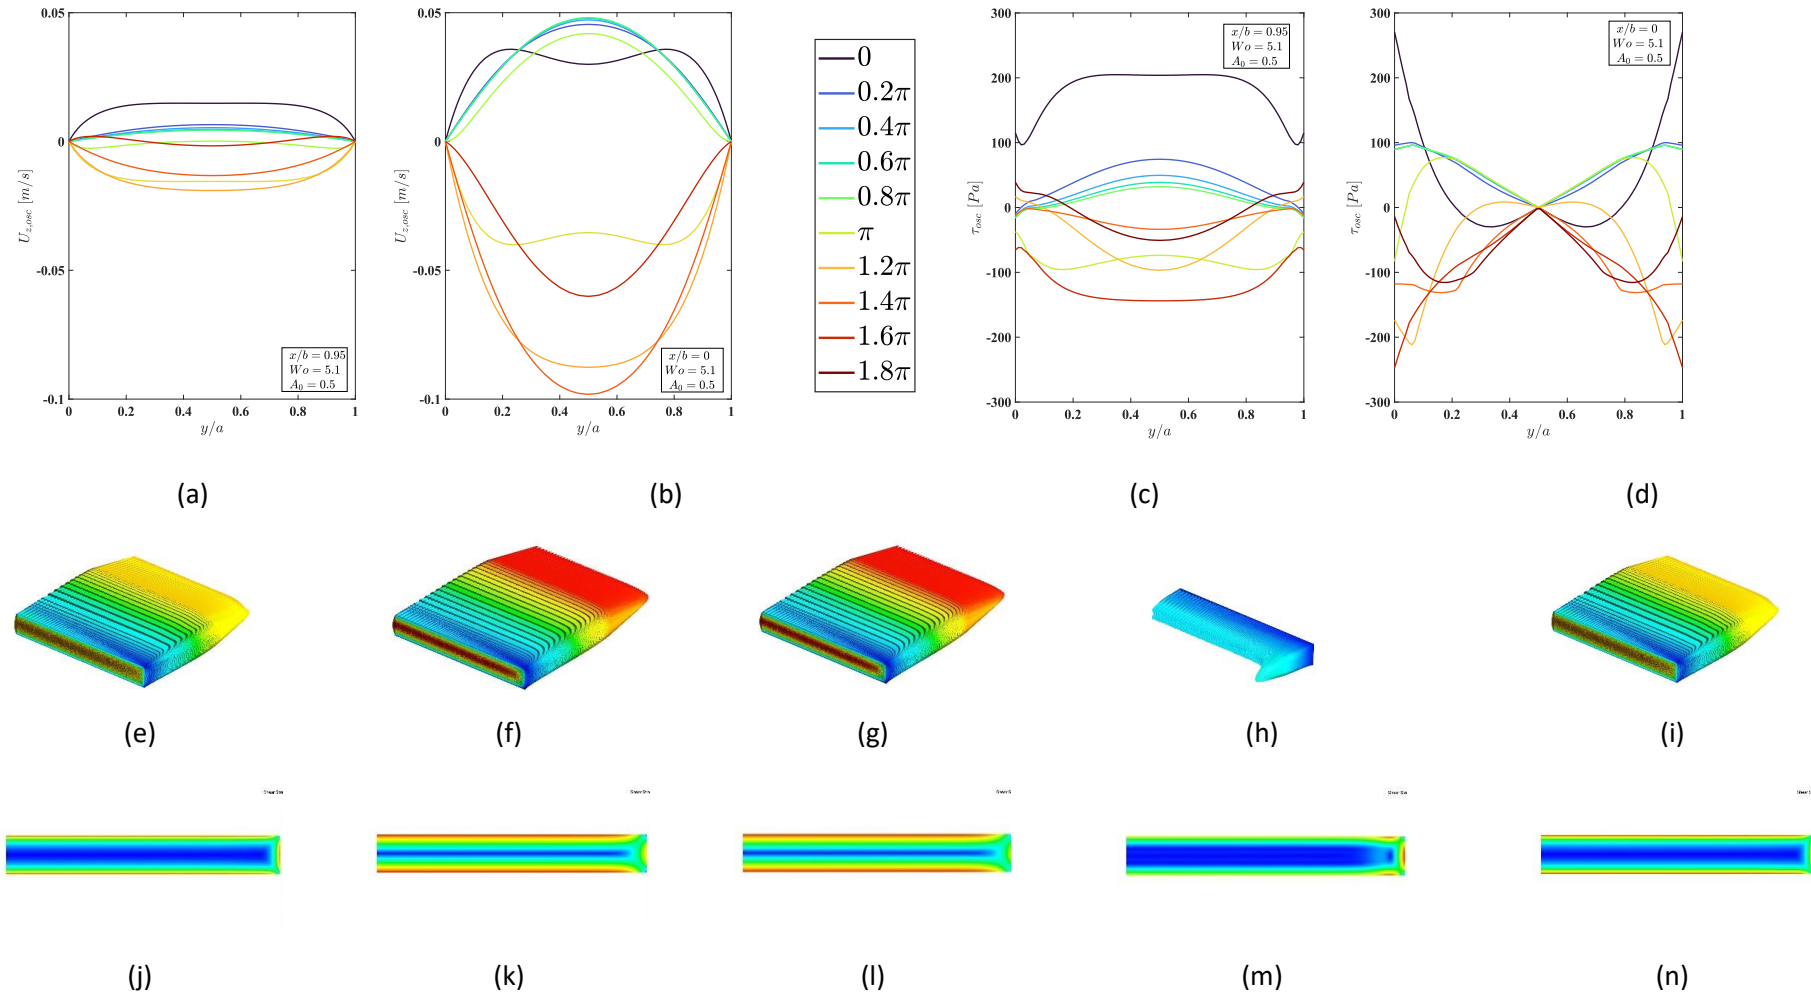 0.05
0
-0.05
-0.1
0 0.2 0.4 0.6 0.8 1
U_{z,osc} [m/s]
y/a
x/b = 0.95
Wo = 5.1
A₀ = 0.5
(a)
0.05
0
-0.05
-0.1
0 0.2 0.4 0.6 0.8 1
U_{z,osc} [m/s]
y/a
x/b = 0
Wo = 5.1
A₀ = 0.5
(b)
0
0.2π
0.4π
0.6π
0.8π
π
1.2π
1.4π
1.6π
1.8π
300
200
100
0
-100
-200
-300
0 0.2 0.4 0.6 0.8 1
τ_{osc} [Pa]
y/a
x/b = 0.95
Wo = 5.1
A₀ = 0.5
(c)
300
200
100
0
-100
-200
-300
0 0.2 0.4 0.6 0.8 1
τ_{osc} [Pa]
y/a
x/b = 0
Wo = 5.1
A₀ = 0.5
(d)
(e) (f) (g) (h) (i)
(j) (k) (l) (m) (n)